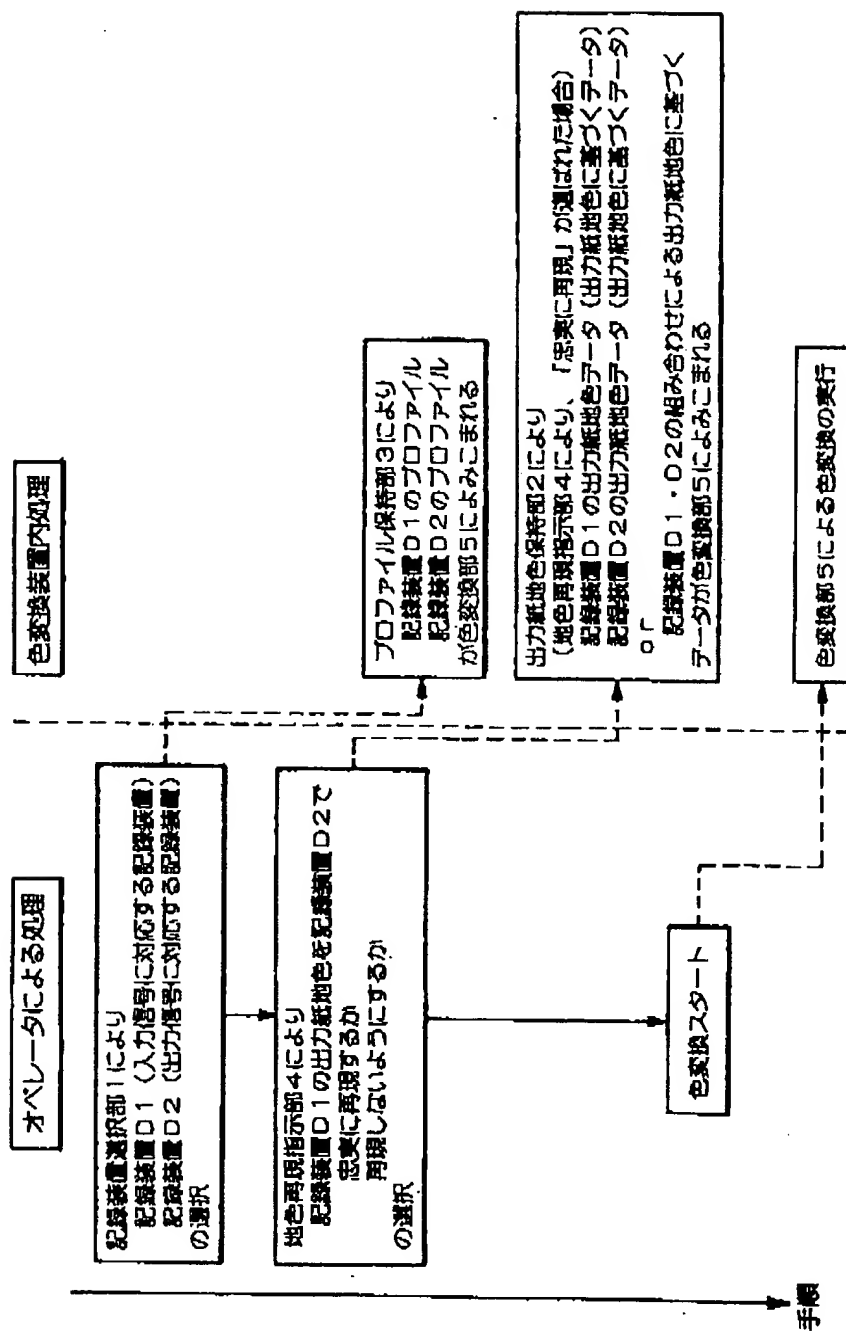 オペレータによる処理
色変換装置内処理
記録装置選択部1により
記録装置D1（入力信号に対応する記録装置）
記録装置D2（出力信号に対応する記録装置）
の選択
プロファイル保持部3により
記録装置D1のプロファイル
記録装置D2のプロファイル
が色変換部5によみこまれる
地色再現指示部4により
記録装置D1の出力紙地色を記録装置D2で
忠実に再現するか
再現しないようにするか
の選択
出力紙地色保持部2により
（地色再現指示部4により、「忠実に再現」が選ばれた場合）
記録装置D1の出力紙地色データ（出力紙地色に基づくデータ）
記録装置D2の出力紙地色データ（出力紙地色に基づくデータ）
or
記録装置D1・D2の組み合わせによる出力紙地色に基づく
データが色変換部5によみこまれる
色変換スタート
色変換部5による色変換の実行
手順